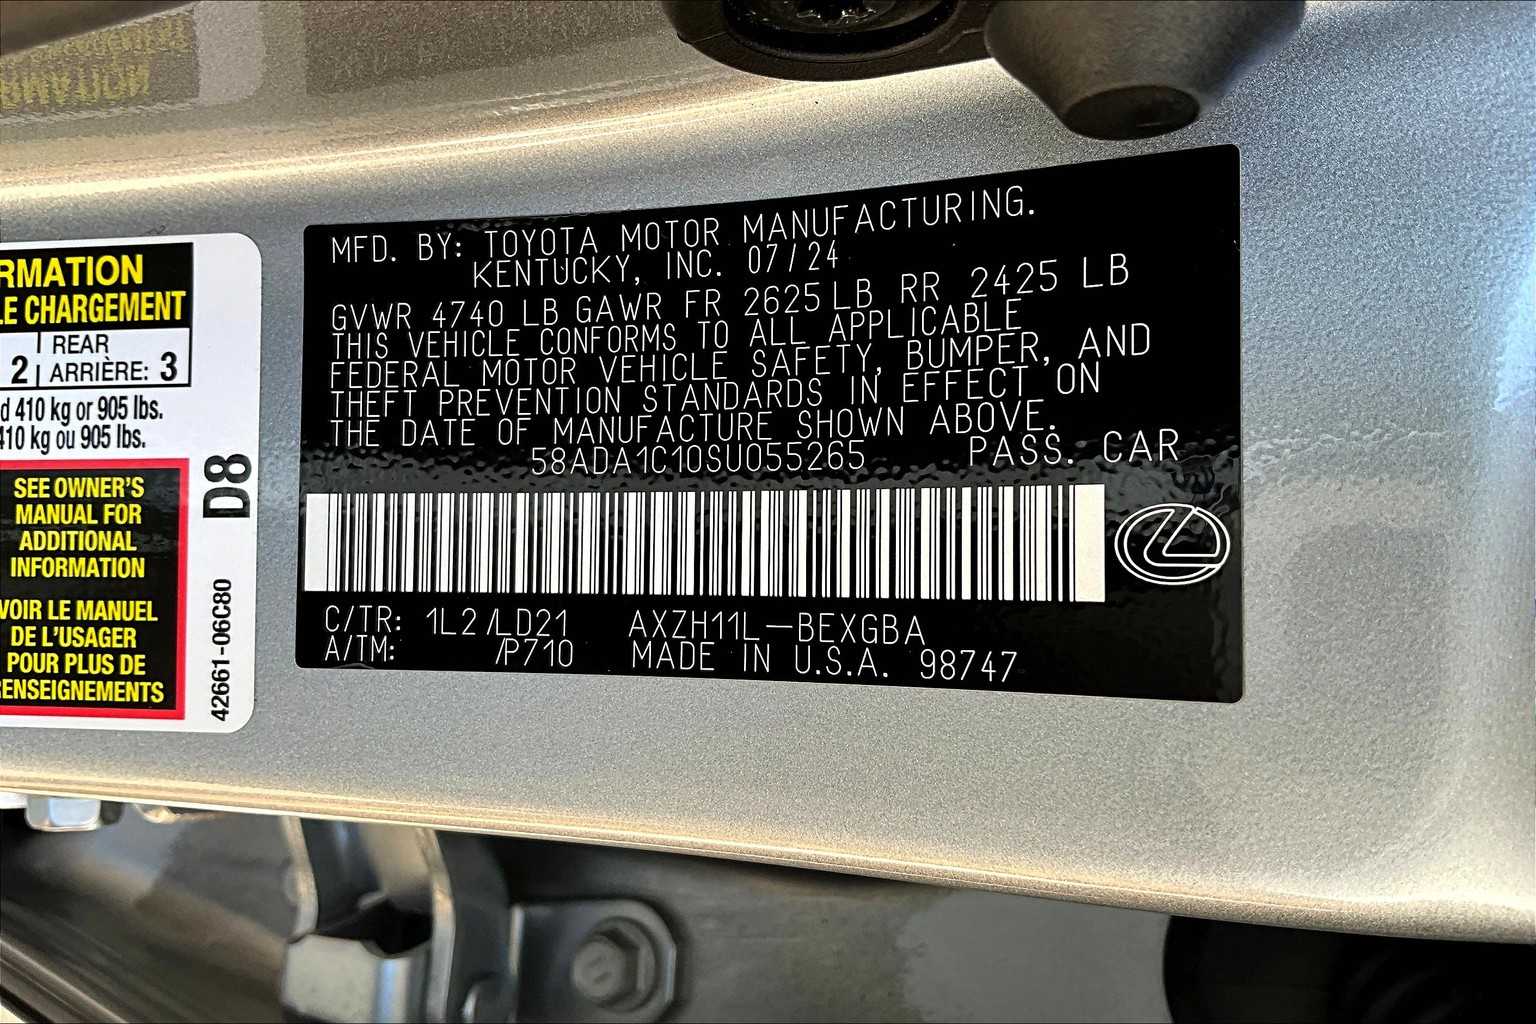 RMATION
LE CHARGEMENT
2 REAR
ARRIÈRE: 3
d 410 kg or 905 lbs.
410 kg ou 905 lbs.
SEE OWNER'S
MANUAL FOR
ADDITIONAL
INFORMATION
VOIR LE MANUEL
DE L'USAGER
POUR PLUS DE
RENSEIGNEMENTS
D8
42661-06C80
MFD. BY: TOYOTA MOTOR MANUFACTURING.
KENTUCKY, INC. 07/24
GVWR 4740 LB GAWR FR 2625 LB RR 2425 LB
THIS VEHICLE CONFORMS TO ALL APPLICABLE
FEDERAL MOTOR VEHICLE SAFETY, BUMPER, AND
THEFT PREVENTION STANDARDS IN EFFECT ON
THE DATE OF MANUFACTURE SHOWN ABOVE.
58ADA1C10SU055265 PASS. CAR
C/TR: 1L2 /LD21 AXZH11L-BEXGBA
A/TM: /P710 MADE IN U.S.A. 98747